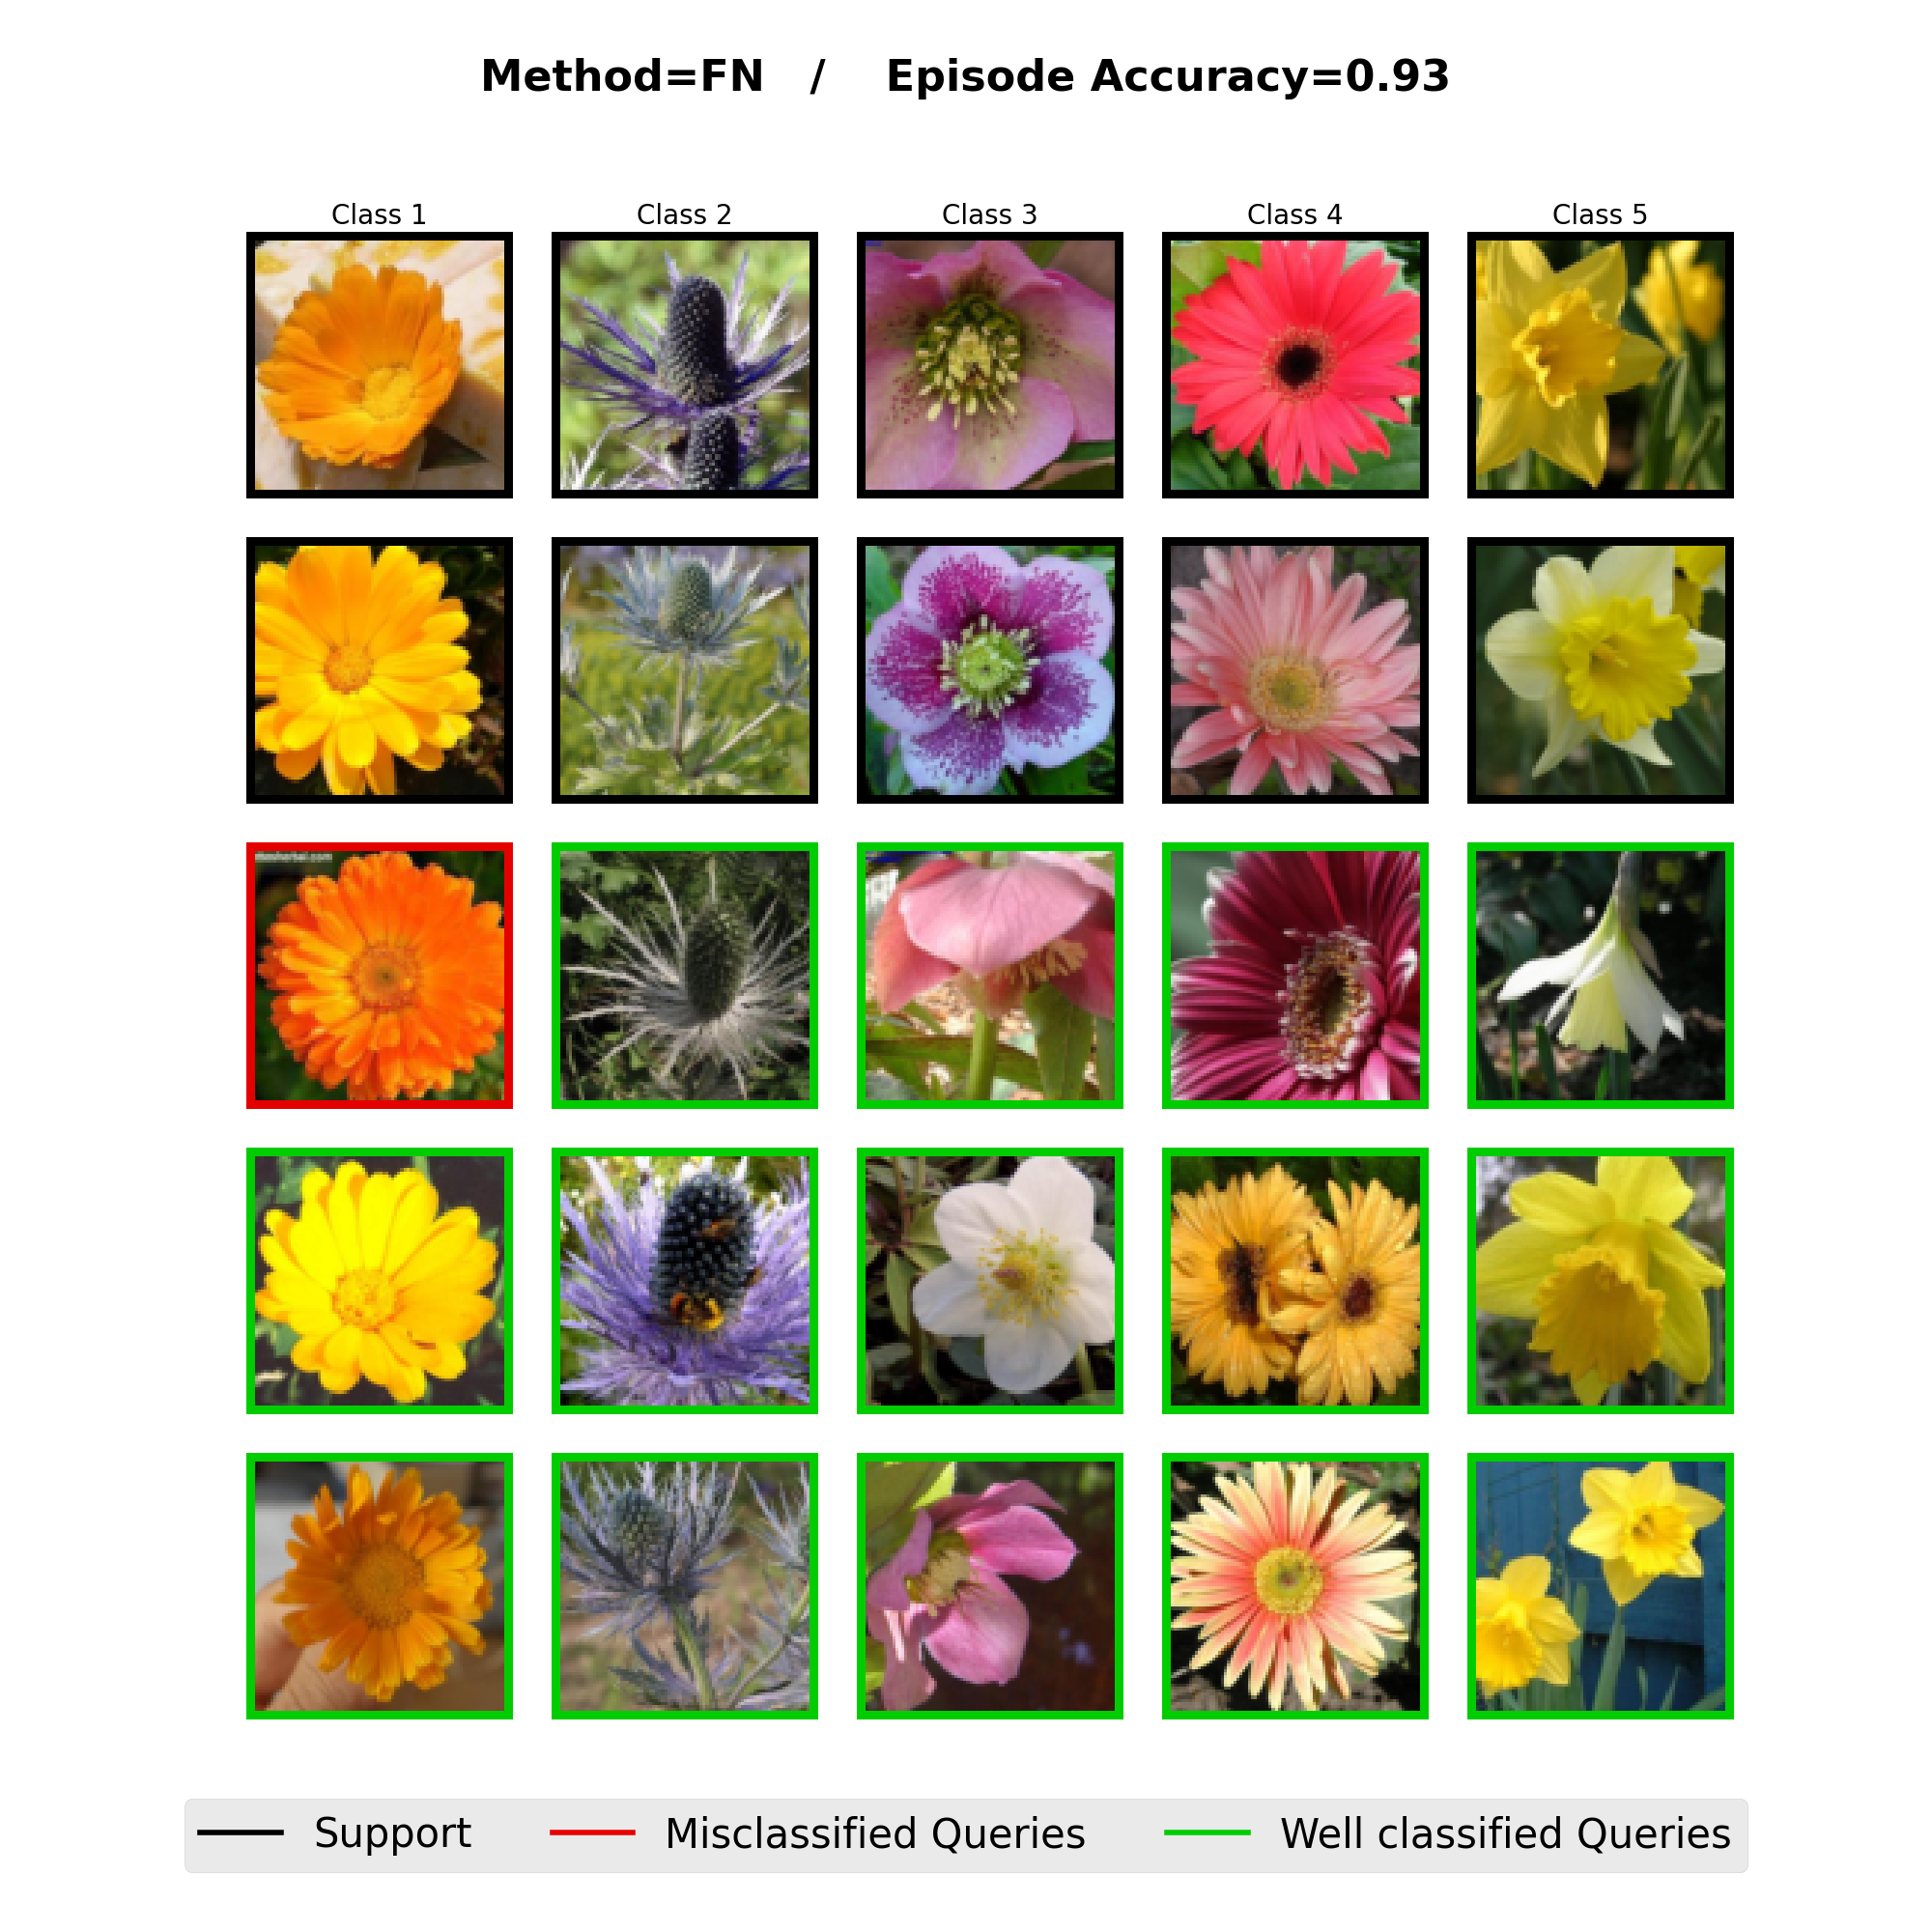 Method=FN / Episode Accuracy=0.93
Class 1 Class 2 Class 3 Class 4 Class 5
Support Misclassified Queries Well classified Queries